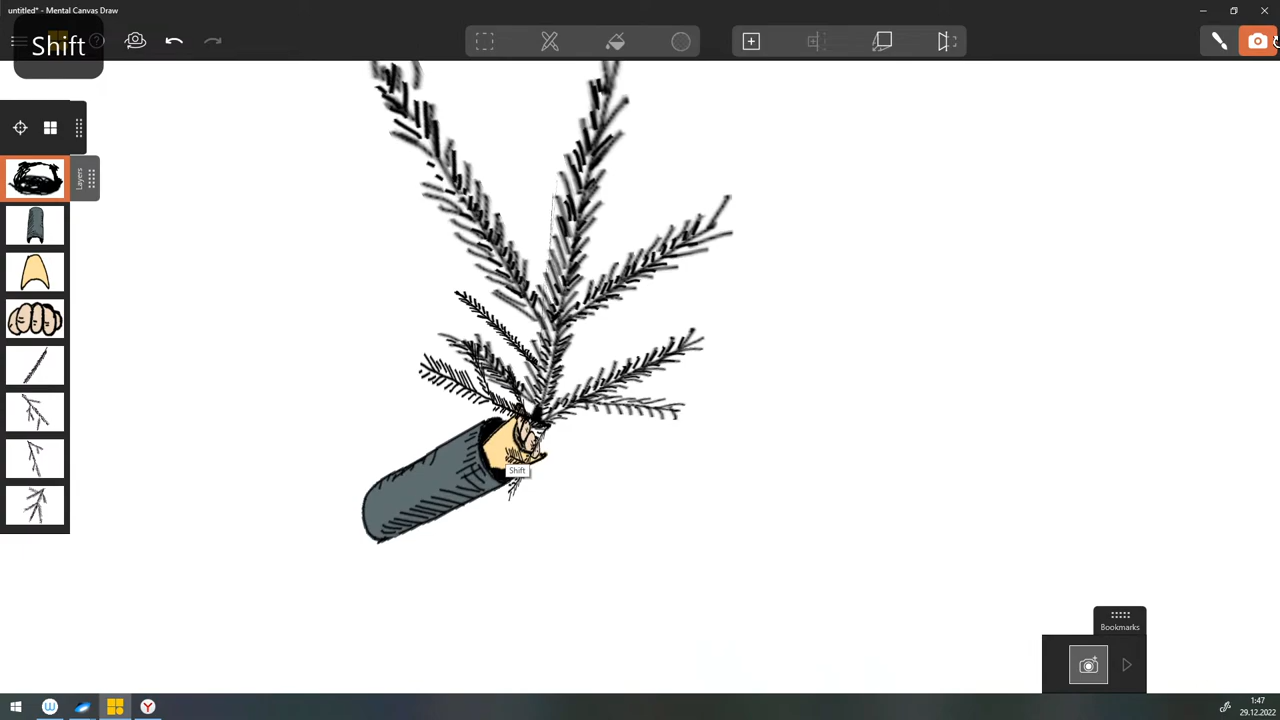 untitled* - Mental Canvas Draw
Shift
Layers
Shift
Bookmarks
1:47
29.12.2022